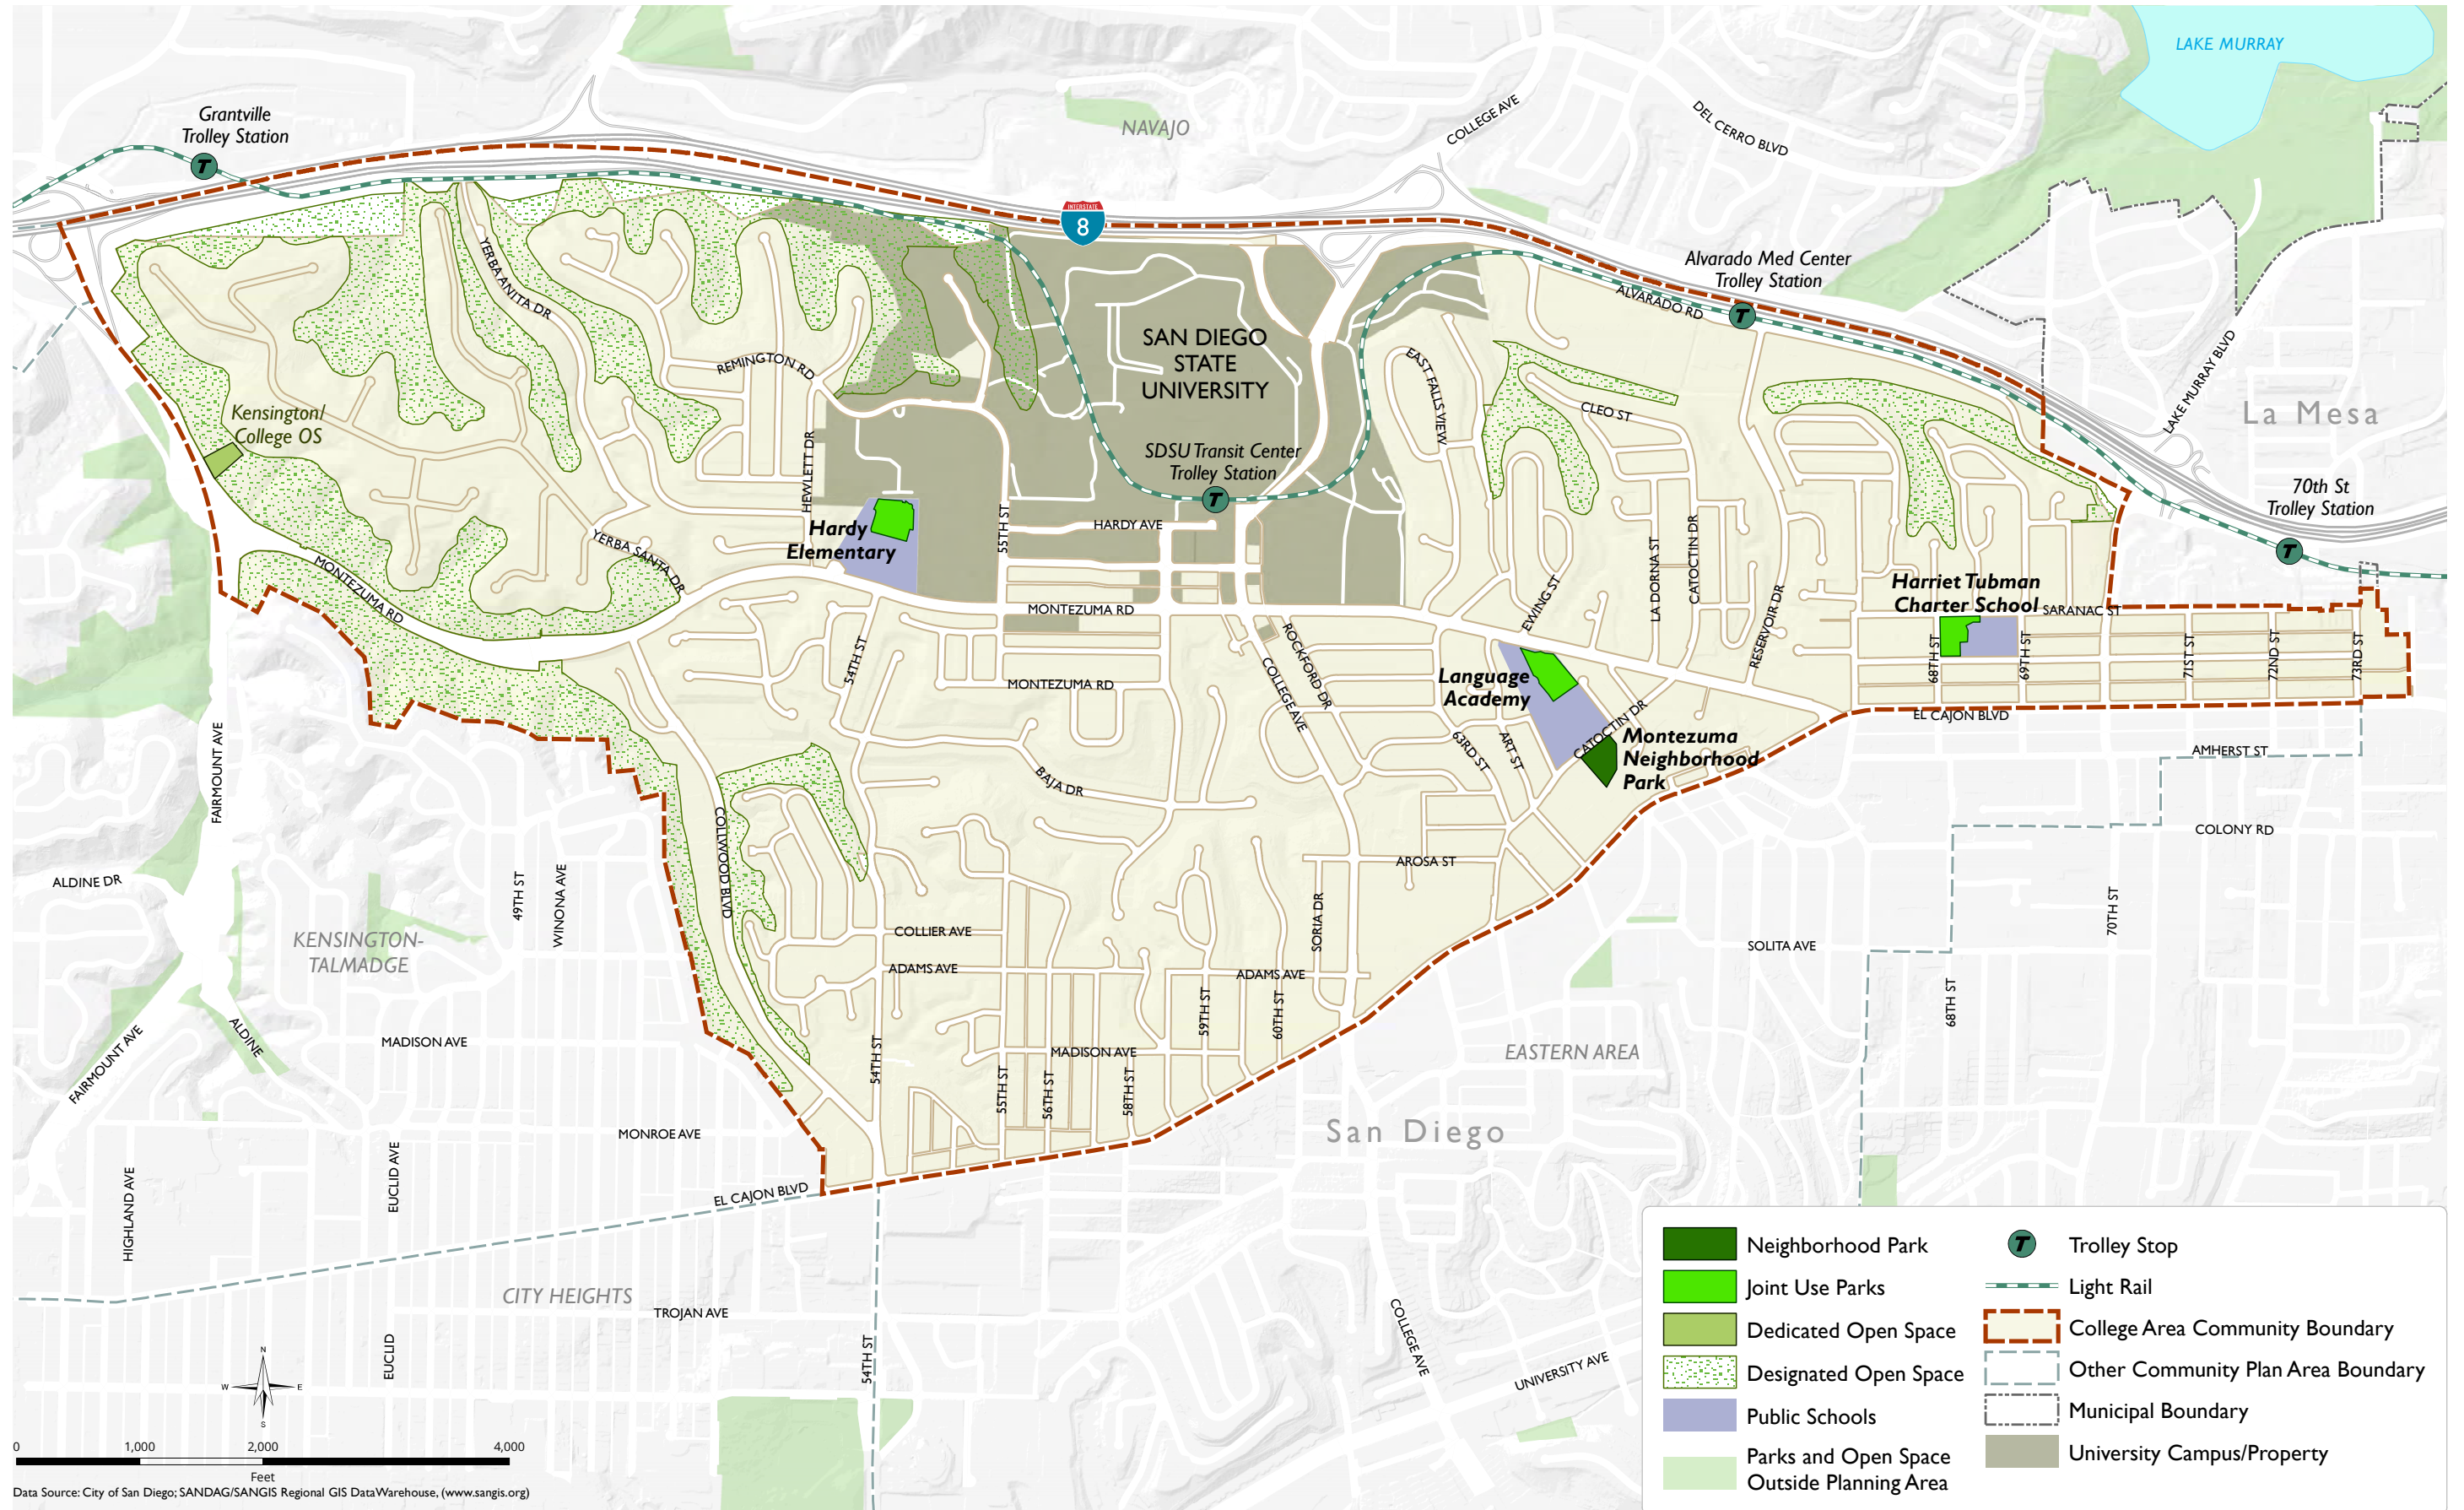 LAKE MURRAY
Grantville
Trolley Station
NAVAJO
COLLEGE AVE
DEL CERRO BLVD
INTERSTATE
8
Alvarado Med Center
Trolley Station
ALVARADO RD
YERBA ANITA DR
SAN DIEGO
STATE
UNIVERSITY
REMINGTON RD
EAST FALLS VIEW
CLEO ST
LAKE MURRAY BLVD
La Mesa
Kensington/
College OS
HEWLETT DR
SDSU Transit Center
Trolley Station
70th St
Trolley Station
Hardy
Elementary
55TH ST
HARDY AVE
YERBA SANTA DR
MONTEZUMA RD
MONTEZUMA RD
EWING ST
LA DORNA ST
CATOCTIN DR
RESERVOIR DR
Harriet Tubman
Charter School
SARANAC ST
68TH ST
69TH ST
71ST ST
72ND ST
73RD ST
54TH ST
MONTEZUMA RD
COLLEGE AVE
ROCKFORD DR
Language
Academy
CATOCTIN DR
63RD ST
ART ST
Montezuma
Neighborhood
Park
EL CAJON BLVD
AMHERST ST
FAIRMOUNT AVE
BAJA DR
COLLWOOD BLVD
COLONY RD
AROSA ST
ALDINE DR
49TH ST
WINONA AVE
70TH ST
KENSINGTON-
TALMADGE
COLLIER AVE
SORIA DR
SOLITA AVE
ADAMS AVE
ADAMS AVE
59TH ST
60TH ST
68TH ST
FAIRMOUNT AVE
ALDINE
MADISON AVE
54TH ST
MADISON AVE
55TH ST
56TH ST
58TH ST
EASTERN AREA
San Diego
MONROE AVE
HIGHLAND AVE
EUCLID AVE
EL CAJON BLVD
CITY HEIGHTS
TROJAN AVE
EUCLID
54TH ST
COLLEGE AVE
UNIVERSITY AVE
N
W
E
S
0
1,000
2,000
4,000
Feet
Data Source: City of San Diego; SANDAG/SANGIS Regional GIS DataWarehouse, (www.sangis.org)
Neighborhood Park
Joint Use Parks
Dedicated Open Space
Designated Open Space
Public Schools
Parks and Open Space
Outside Planning Area
T
T
T
T
T
Trolley Stop
Light Rail
College Area Community Boundary
Other Community Plan Area Boundary
Municipal Boundary
University Campus/Property